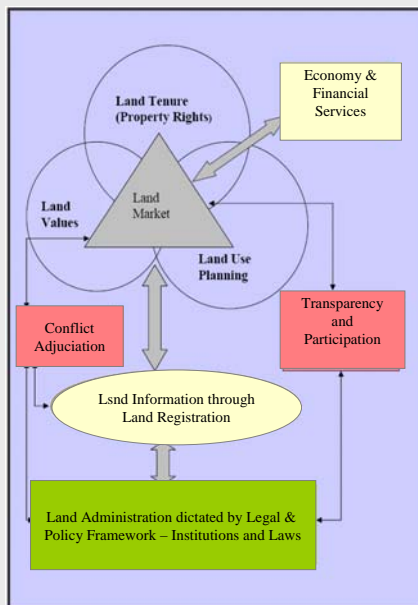 Economy &
Financial
Services
Land Tenure
(Property Rights)
Land
Values
Land
Market
Land Use
Planning
Conflict
Adjuciation
Transparency
and
Participation
Lsnd Information through
Land Registration
Land Administration dictated by Legal &
Policy Framework – Institutions and Laws